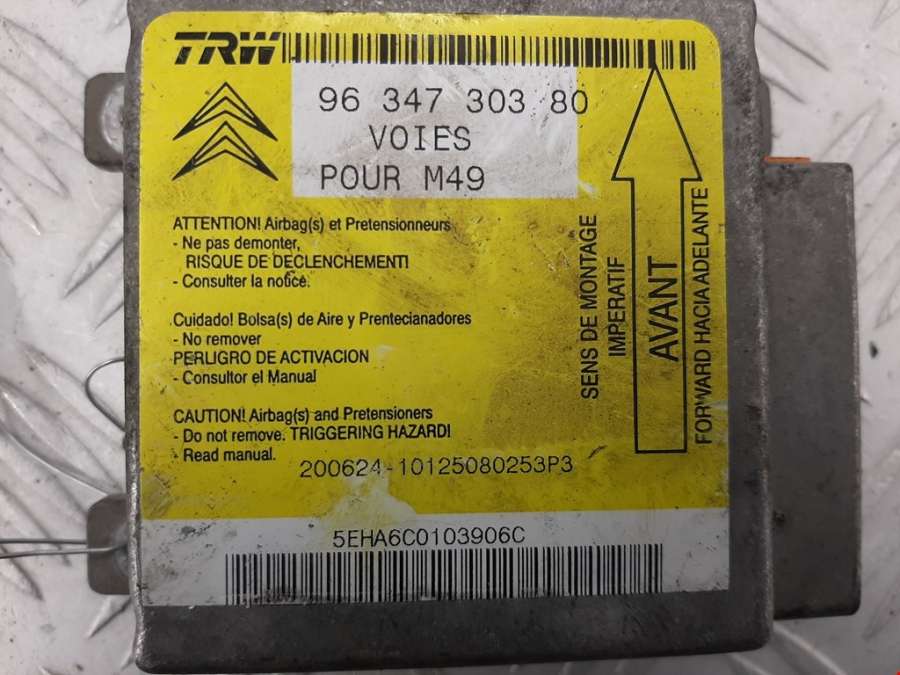 TRW
96 347 303 80
VOIES
POUR M49
ATTENTION! Airbag(s) et Pretensionneurs
- Ne pas demonter,
RISQUE DE DECLENCHEMENTI
- Consulter la notice.
Cuidado! Bolsa(s) de Aire y Prentecianadores
- No remover
PERLIGRO DE ACTIVACION
- Consultor el Manual
CAUTION! Airbag(s) and Pretensioners
- Do not remove. TRIGGERING HAZARDI
- Read manual.
200624-10125080253P3
SENS DE MONTAGE
IMPERATIF
AVANT
FORWARD HACIA ADELANTE
5EHA6C0103906C